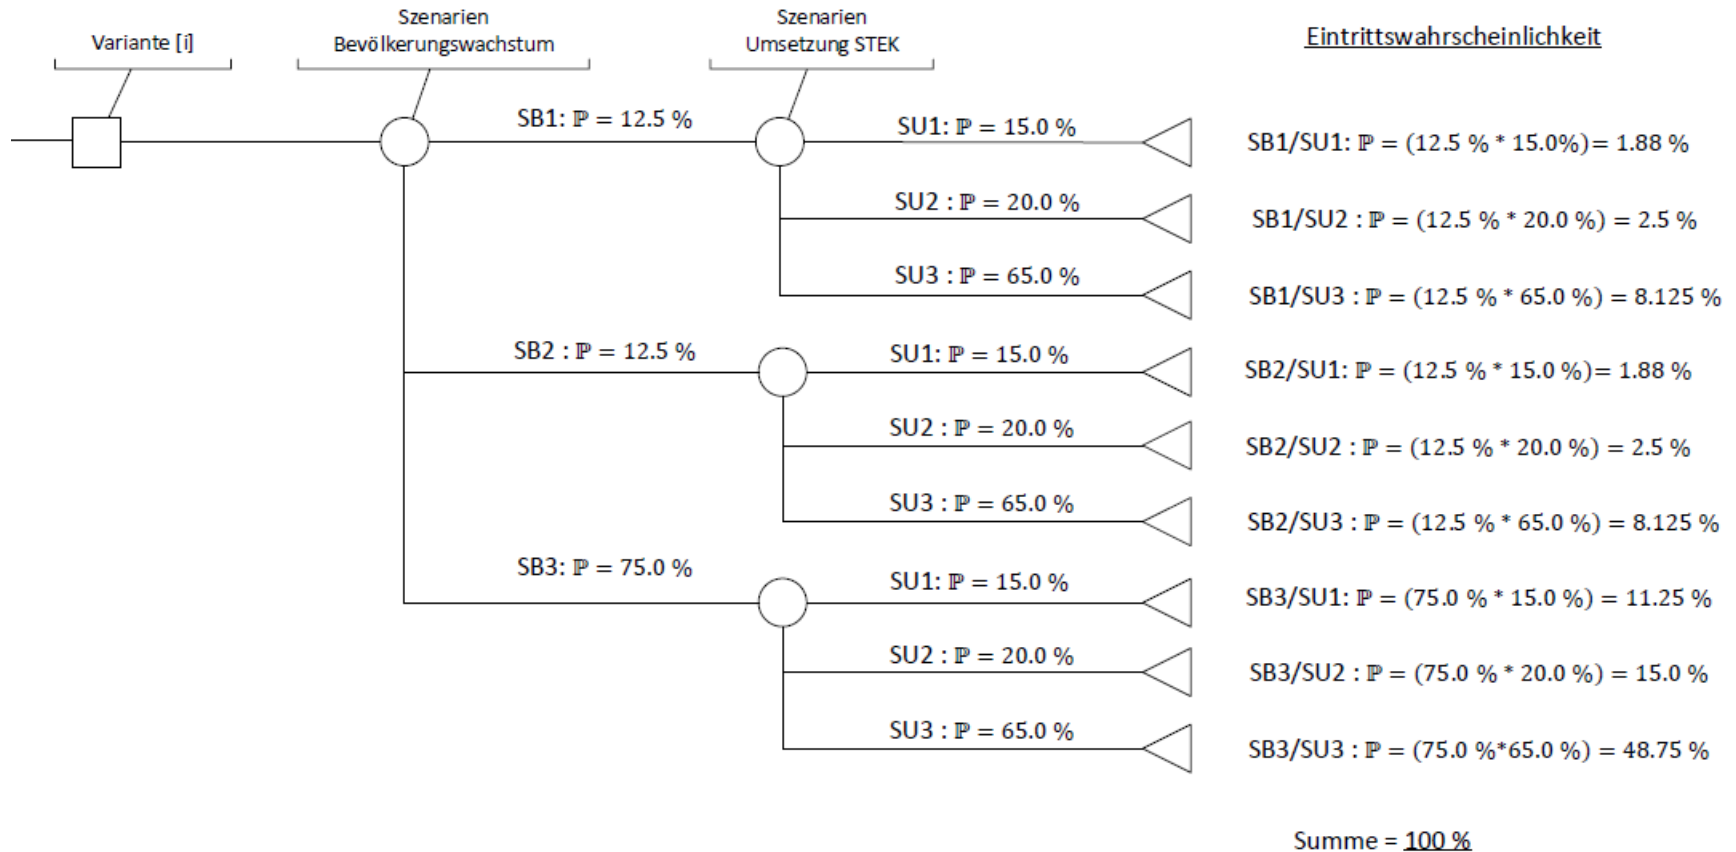 Variante [i]
Szenarien
Bevölkerungswachstum
Szenarien
Umsetzung STEK
Eintrittswahrscheinlichkeit
SB1: ℙ = 12.5 %
SU1: ℙ = 15.0 %
SB1/SU1: ℙ = (12.5 % * 15.0%)= 1.88 %
SU2 : ℙ = 20.0 %
SB1/SU2 : ℙ = (12.5 % * 20.0 %) = 2.5 %
SU3 : ℙ = 65.0 %
SB1/SU3 : ℙ = (12.5 % * 65.0 %) = 8.125 %
SB2 : ℙ = 12.5 %
SU1: ℙ = 15.0 %
SB2/SU1: ℙ = (12.5 % * 15.0 %)= 1.88 %
SU2 : ℙ = 20.0 %
SB2/SU2 : ℙ = (12.5 % * 20.0 %) = 2.5 %
SU3 : ℙ = 65.0 %
SB2/SU3 : ℙ = (12.5 % * 65.0 %) = 8.125 %
SB3: ℙ = 75.0 %
SU1: ℙ = 15.0 %
SB3/SU1: ℙ = (75.0 % * 15.0 %) = 11.25 %
SU2 : ℙ = 20.0 %
SB3/SU2 : ℙ = (75.0 % * 20.0 %) = 15.0 %
SU3 : ℙ = 65.0 %
SB3/SU3 : ℙ = (75.0 %*65.0 %) = 48.75 %
Summe = 100 %